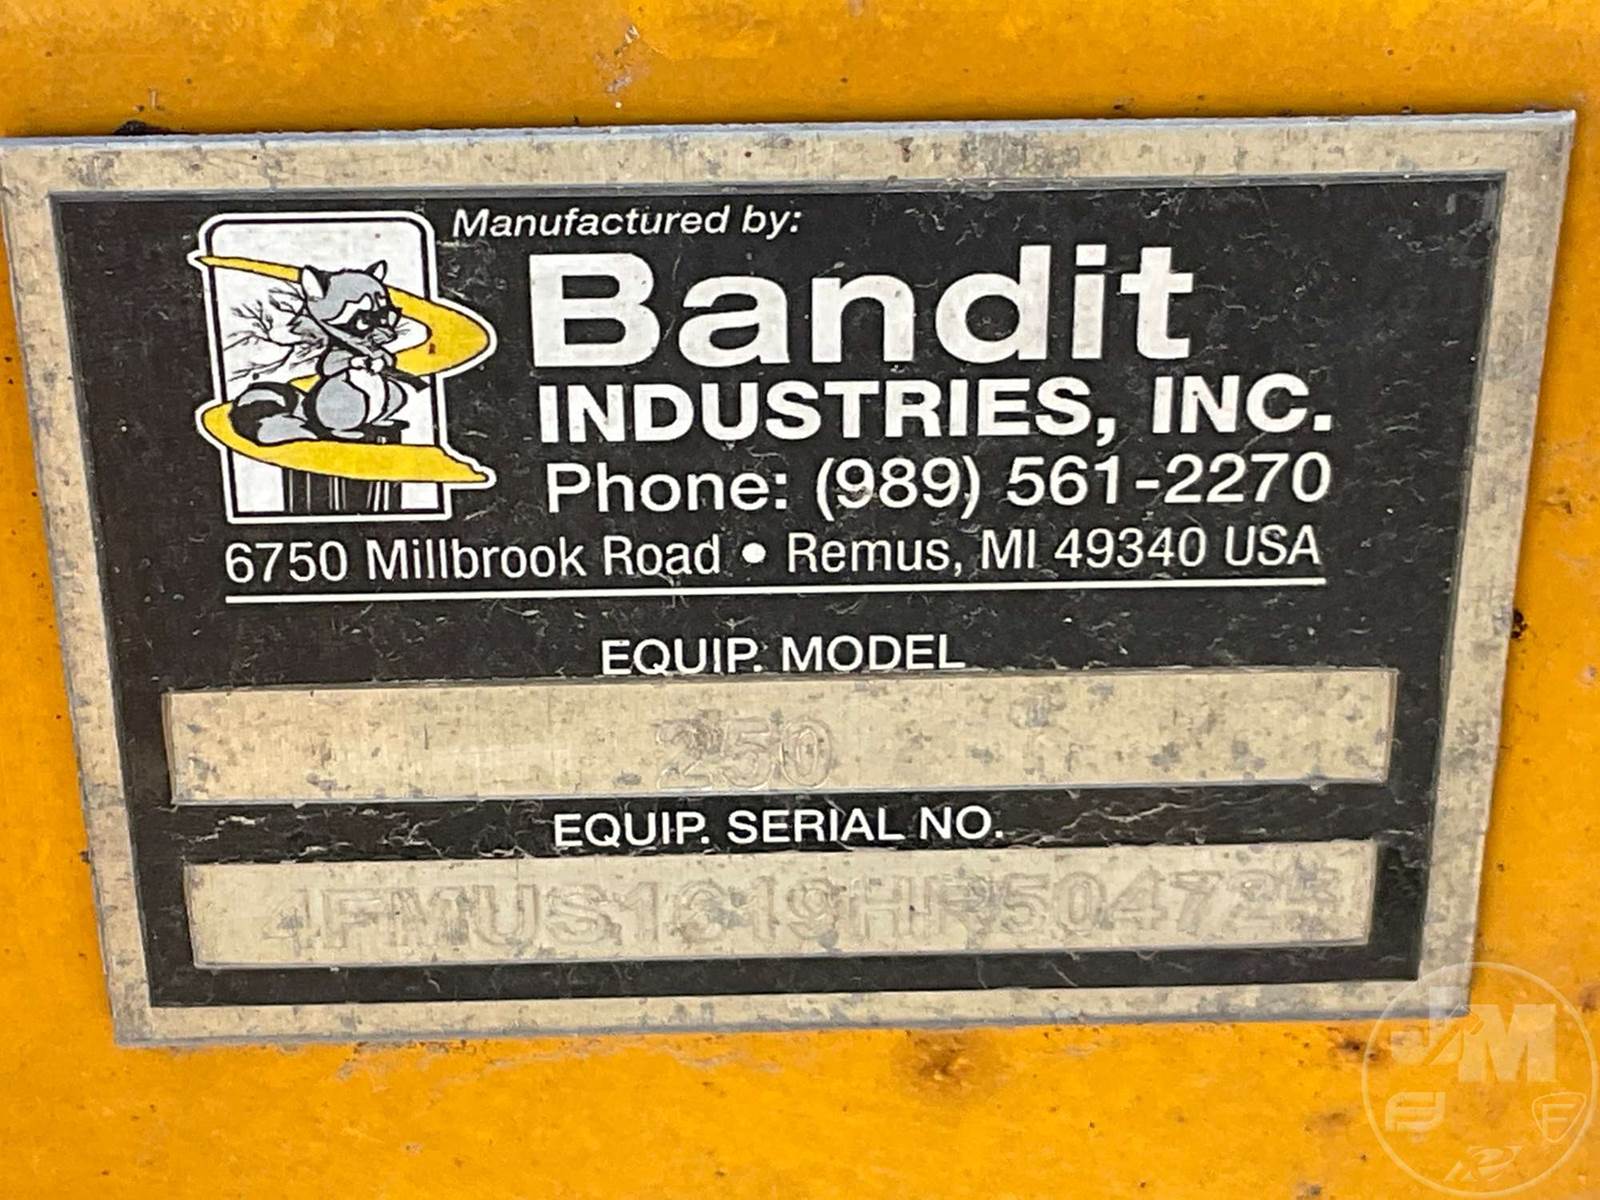 Manufactured by:
Bandit
INDUSTRIES, INC.
Phone: (989) 561-2270
6750 Millbrook Road • Remus, MI 49340 USA
EQUIP. MODEL
250
EQUIP. SERIAL NO.
J&M